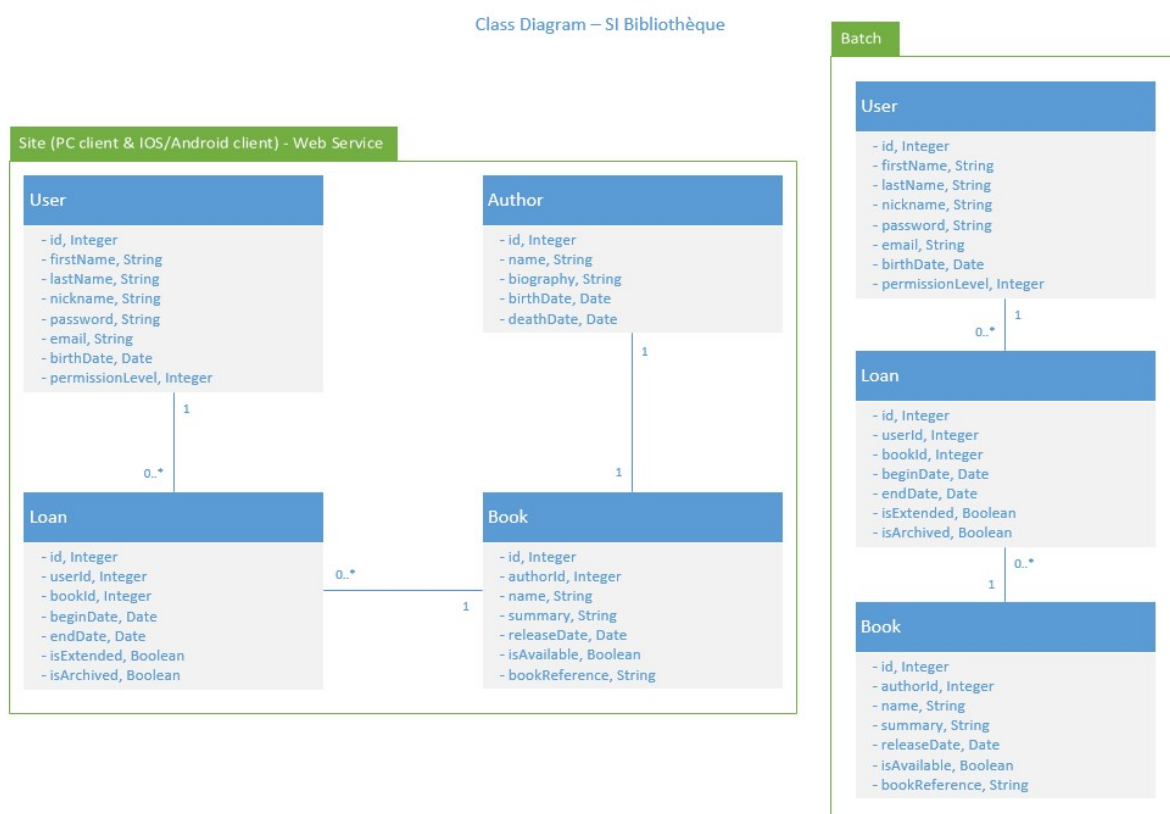 Class Diagram – SI Bibliothèque
Site (PC client & IOS/Android client) - Web Service
User
- id, Integer
- firstName, String
- lastName, String
- nickname, String
- password, String
- email, String
- birthDate, Date
- permissionLevel, Integer
1
0..*
Author
- id, Integer
- name, String
- biography, String
- birthDate, Date
- deathDate, Date
1
1
Loan
- id, Integer
- userId, Integer
- bookId, Integer
- beginDate, Date
- endDate, Date
- isExtended, Boolean
- isArchived, Boolean
0..*
1
Book
- id, Integer
- authorId, Integer
- name, String
- summary, String
- releaseDate, Date
- isAvailable, Boolean
- bookReference, String
Batch
User
- id, Integer
- firstName, String
- lastName, String
- nickname, String
- password, String
- email, String
- birthDate, Date
- permissionLevel, Integer
1
0..*
Loan
- id, Integer
- userId, Integer
- bookId, Integer
- beginDate, Date
- endDate, Date
- isExtended, Boolean
- isArchived, Boolean
0..*
1
Book
- id, Integer
- authorId, Integer
- name, String
- summary, String
- releaseDate, Date
- isAvailable, Boolean
- bookReference, String